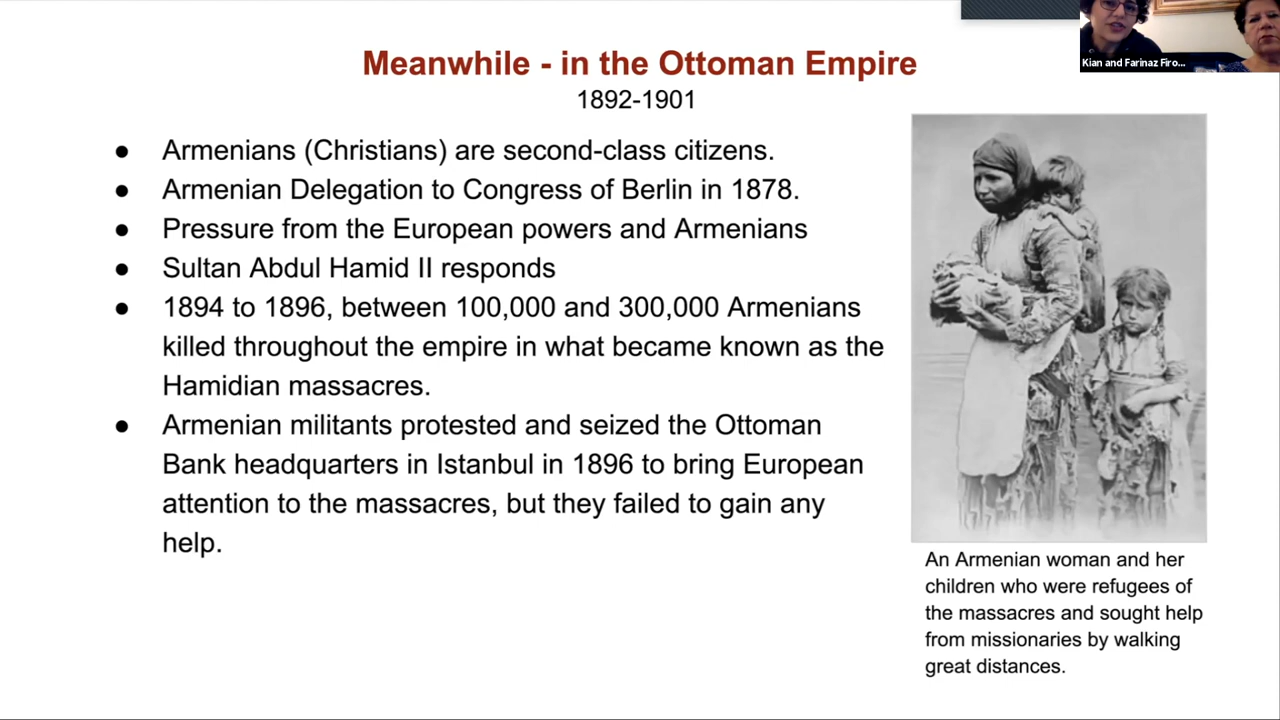 Meanwhile - in the Ottoman Empire
1892-1901
● Armenians (Christians) are second-class citizens.
● Armenian Delegation to Congress of Berlin in 1878.
● Pressure from the European powers and Armenians
● Sultan Abdul Hamid II responds
● 1894 to 1896, between 100,000 and 300,000 Armenians
killed throughout the empire in what became known as the
Hamidian massacres.
● Armenian militants protested and seized the Ottoman
Bank headquarters in Istanbul in 1896 to bring European
attention to the massacres, but they failed to gain any
help.
An Armenian woman and her
children who were refugees of
the massacres and sought help
from missionaries by walking
great distances.
Kian and Farinaz Firo...